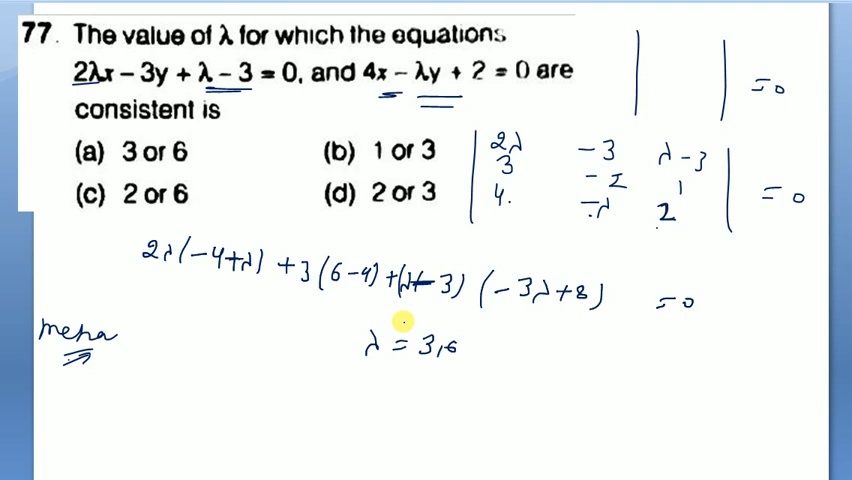 77. The value of λ for which the equations
2λx – 3y + λ – 3 = 0, and 4x – λy + 2 = 0 are
consistent is
(a) 3 or 6 (b) 1 or 3
(c) 2 or 6 (d) 2 or 3
= 0
2λ -3 λ-3
3 -2 1 = 0
4. -λ 2
2λ(-4+λ) +3(6-4) +(λ-3) (-3λ+8) =0
λ = 3,6